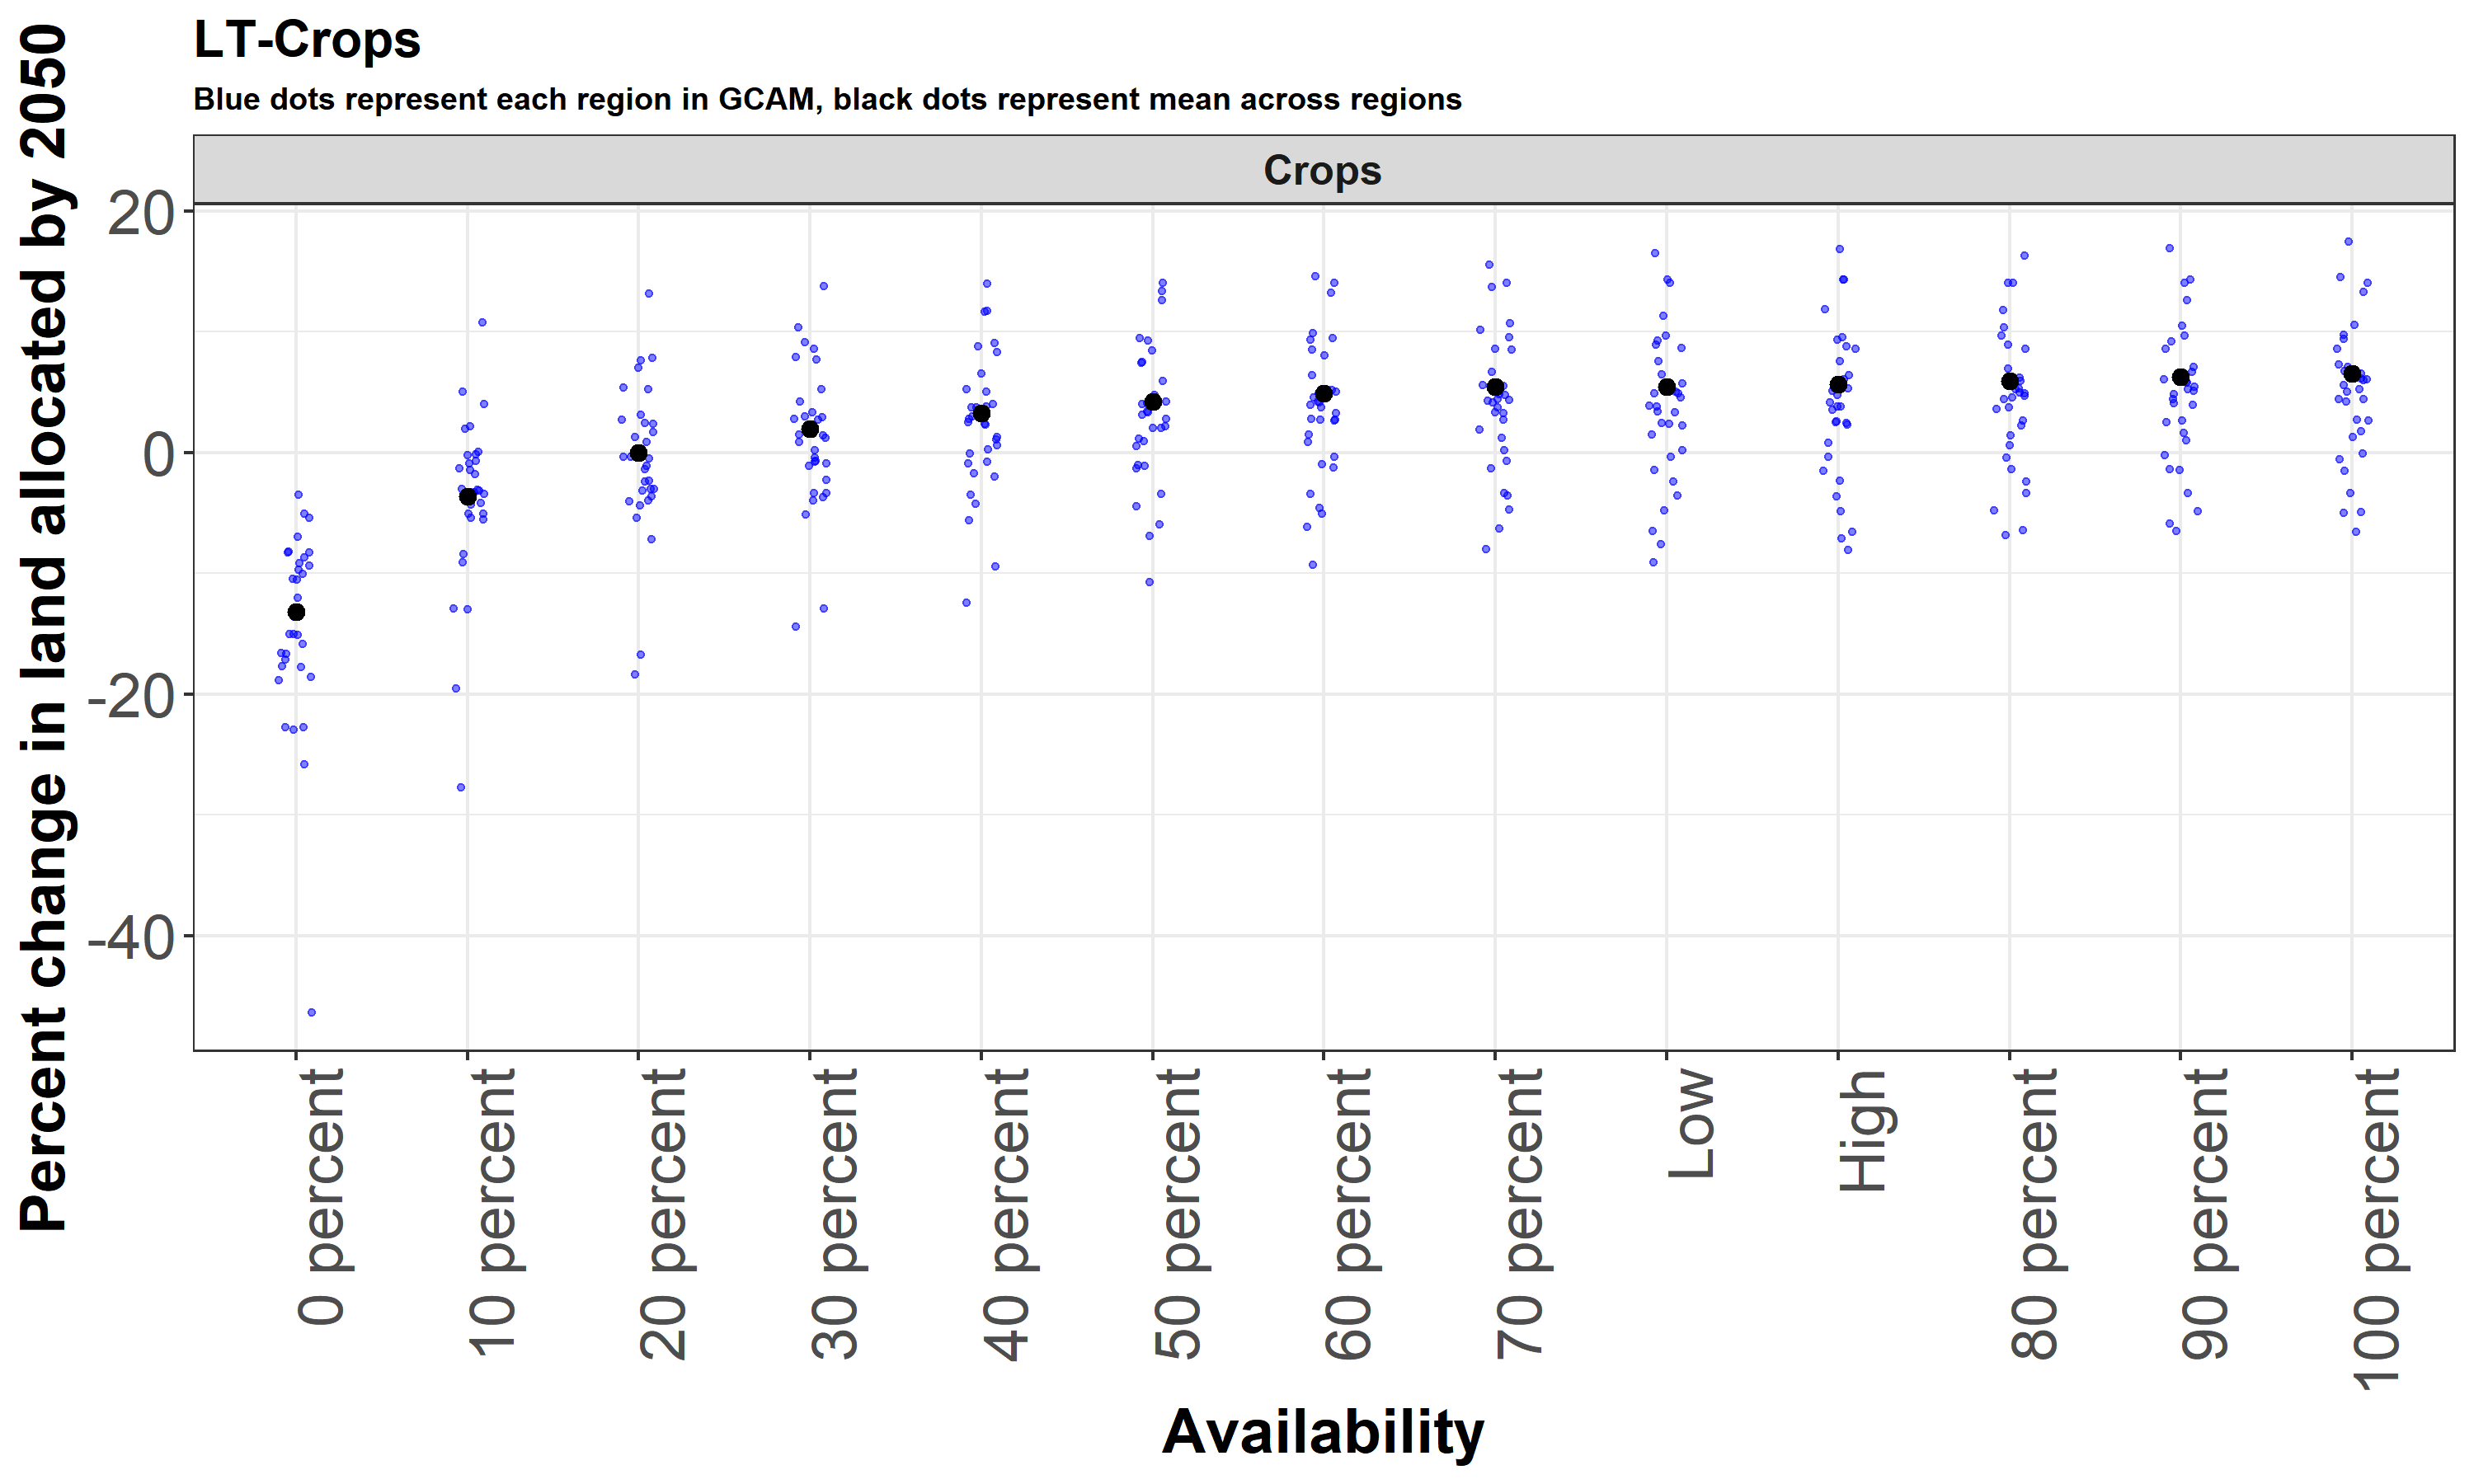 LT-Crops
Blue dots represent each region in GCAM, black dots represent mean across regions
Crops
Percent change in land allocated by 2050
20
0
-20
-40
0 percent
10 percent
20 percent
30 percent
40 percent
50 percent
60 percent
70 percent
Low
High
80 percent
90 percent
100 percent
Availability